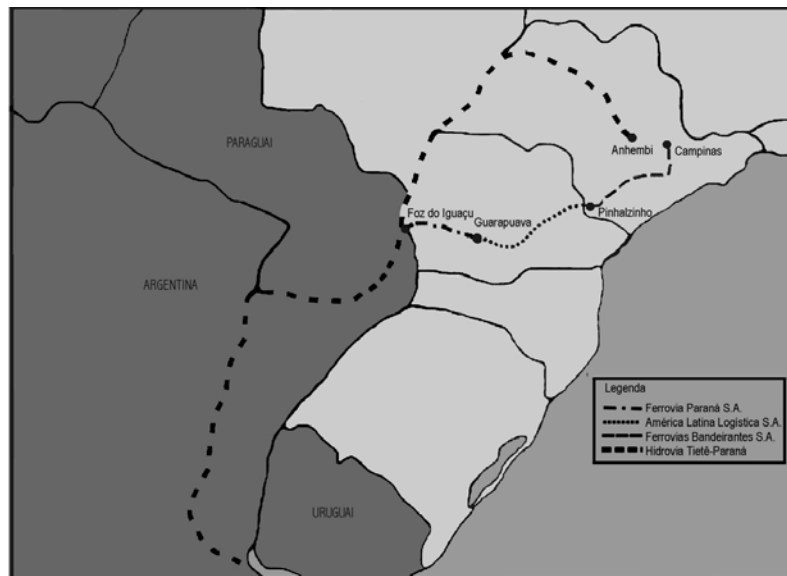 PARAGUAI
Anhembi
Campinas
Foz do Iguaçu
Guarapuava
Pinhalzinho
ARGENTINA
URUGUAI
Legenda
Ferrovia Paraná S.A.
América Latina Logística S.A.
Ferrovias Bandeirantes S.A.
Hidrovia Tietê-Paraná